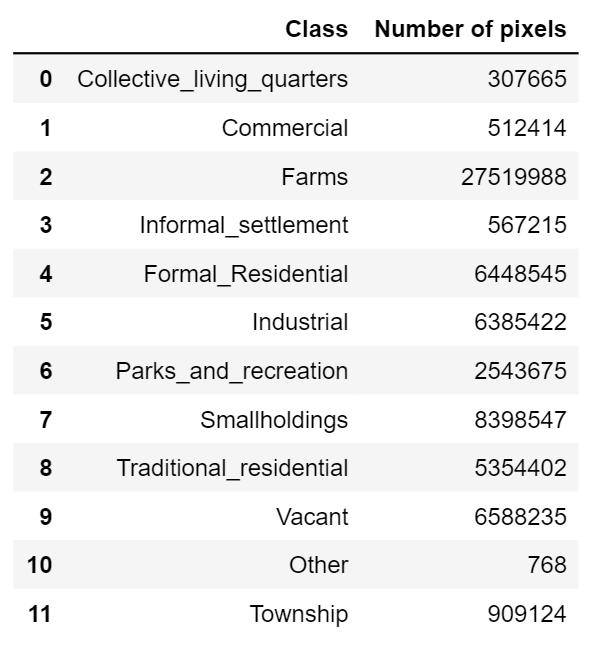 Class Number of pixels
0 Collective_living_quarters 307665
1 Commercial 512414
2 Farms 27519988
3 Informal_settlement 567215
4 Formal_Residential 6448545
5 Industrial 6385422
6 Parks_and_recreation 2543675
7 Smallholdings 8398547
8 Traditional_residential 5354402
9 Vacant 6588235
10 Other 768
11 Township 909124